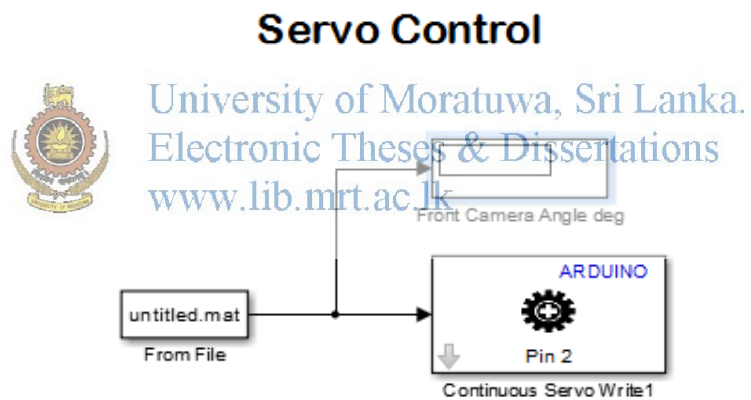 Servo Control
University of Moratuwa, Sri Lanka.
Electronic Theses & Dissertations
www.lib.mrt.ac.lk
Front Camera Angle deg
ARDUINO
untitled.mat
Pin 2
From File
Continuous Servo Write1